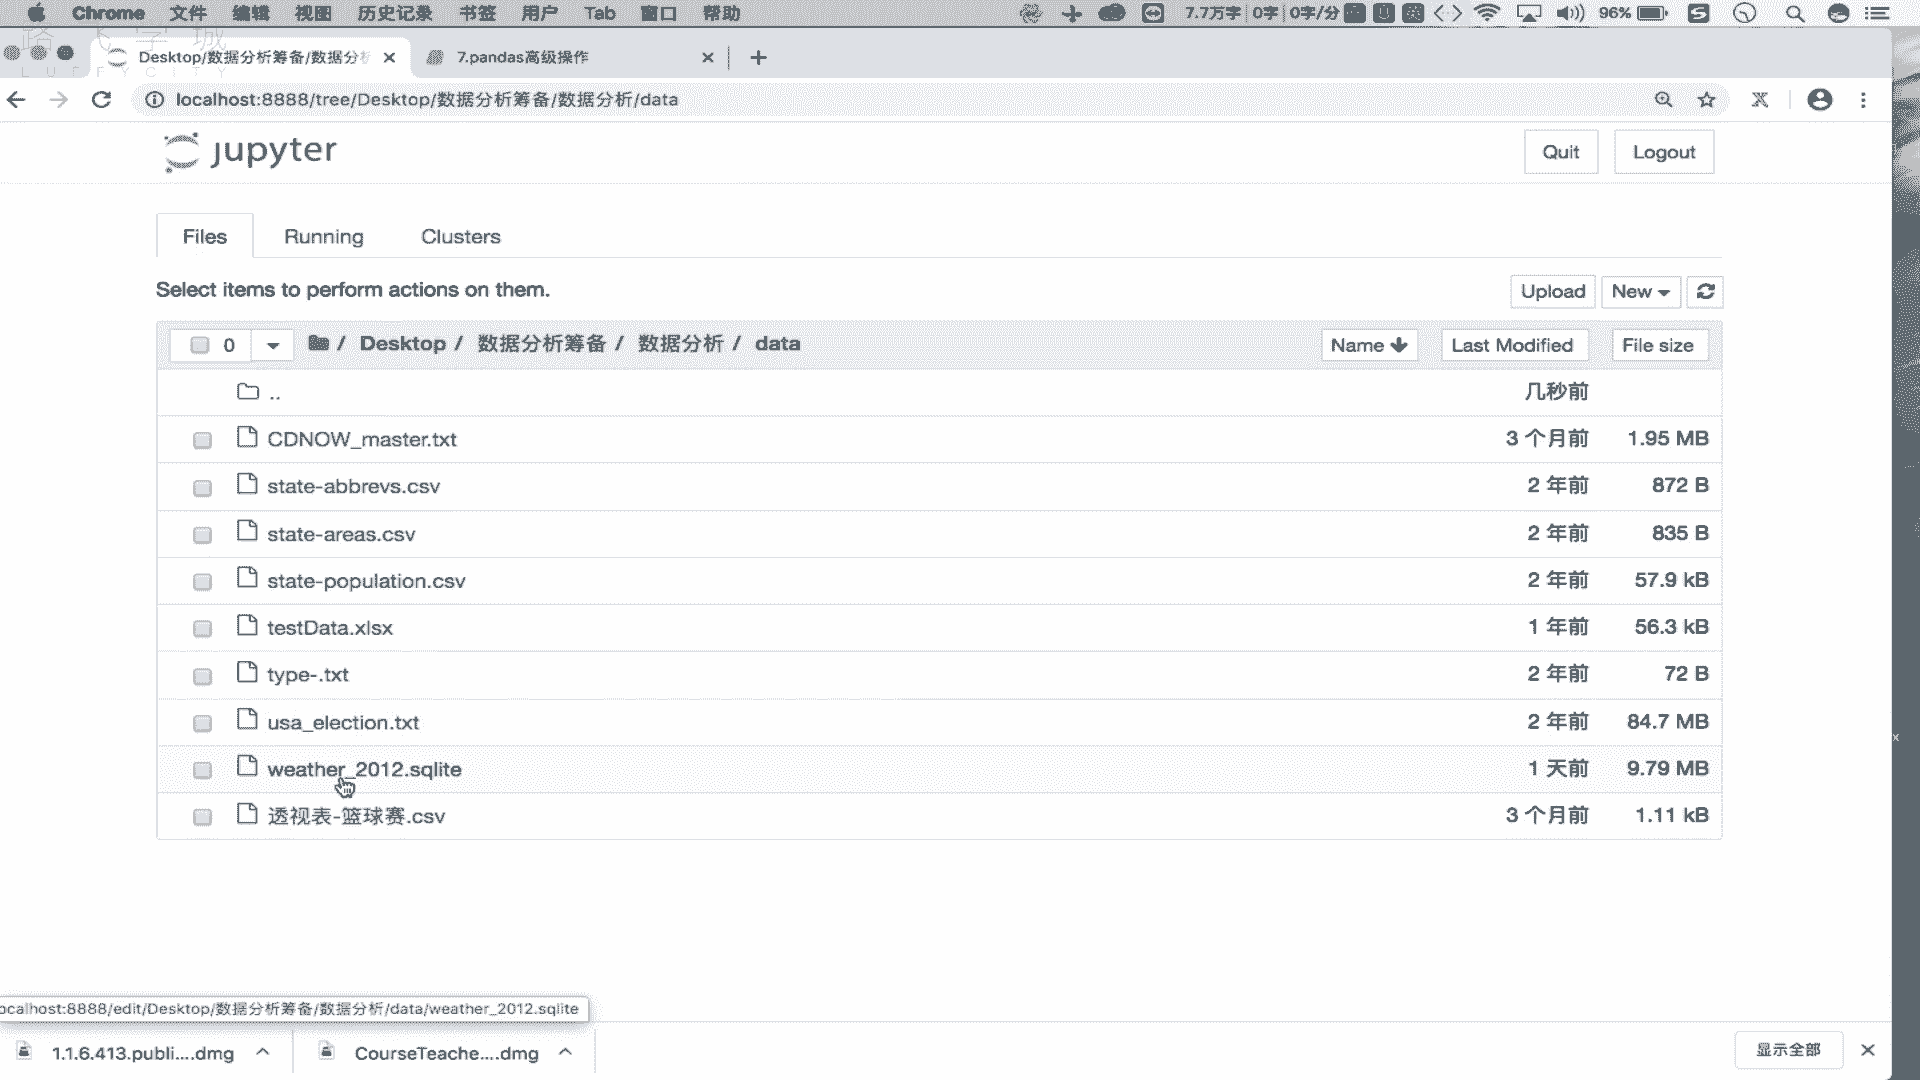 Chrome 文件 编辑 视图 历史记录 书签 用户 Tab 窗口 帮助 7.7万字 0字 0字/分 96%
Desktop/数据分析筹备/数据分析 7.pandas高级操作
LUFFYCITY
localhost:8888/tree/Desktop/数据分析筹备/数据分析/data
jupyter Quit Logout
Files Running Clusters
Select items to perform actions on them. Upload New
0 / Desktop / 数据分析筹备 / 数据分析 / data Name Last Modified File size
.. 几秒前
CDNOW_master.txt 3 个月前 1.95 MB
state-abbrevs.csv 2 年前 872 B
state-areas.csv 2 年前 835 B
state-population.csv 2 年前 57.9 kB
testData.xlsx 1 年前 56.3 kB
type-.txt 2 年前 72 B
usa_election.txt 2 年前 84.7 MB
weather_2012.sqlite 1 天前 9.79 MB
透视表-篮球赛.csv 3 个月前 1.11 kB
ocalhost:8888/edit/Desktop/数据分析筹备/数据分析/data/weather_2012.sqlite
1.1.6.413.publi....dmg CourseTeache....dmg 显示全部